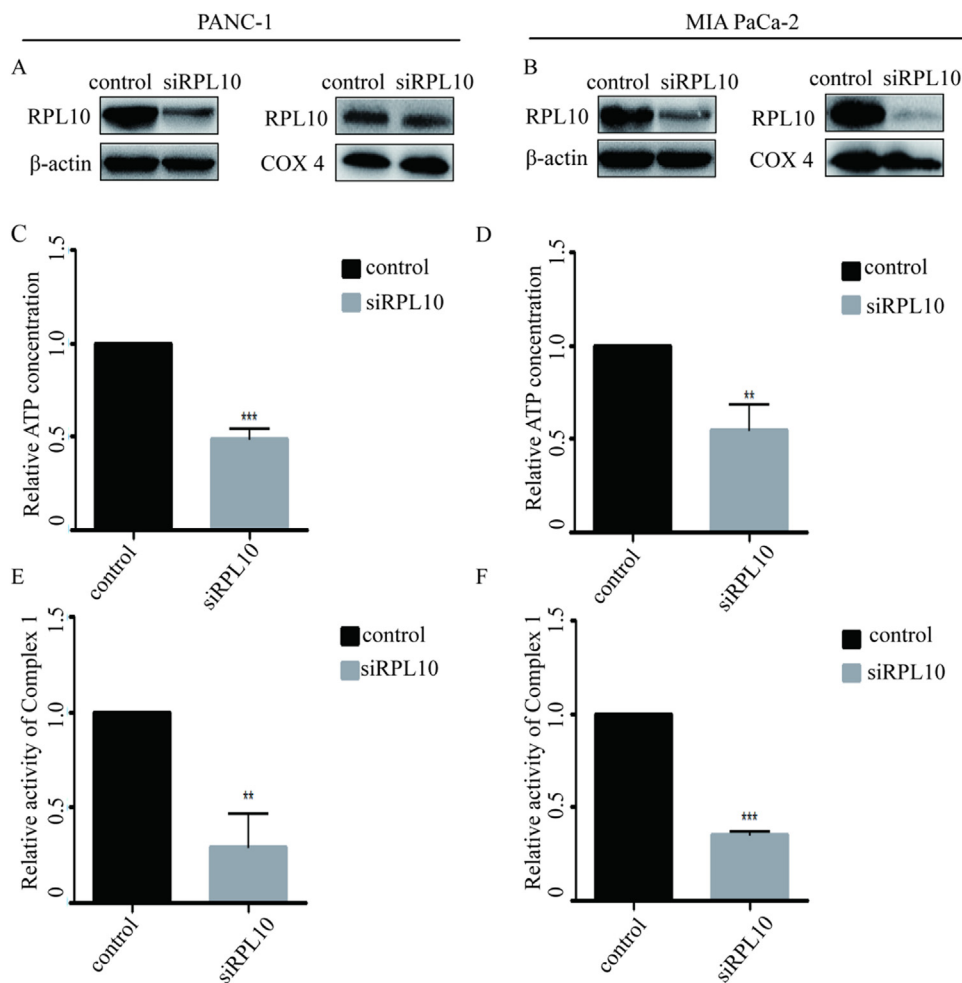 PANC-1
MIA PaCa-2
A
control siRPL10
RPL10
β-actin
control siRPL10
RPL10
COX 4
B
control siRPL10
RPL10
β-actin
control siRPL10
RPL10
COX 4
C
Relative ATP concentration
1.5
1.0
0.5
0
***
control
siRPL10
control
siRPL10
D
Relative ATP concentration
1.5
1.0
0.5
0
**
control
siRPL10
control
siRPL10
E
Relative activity of Complex 1
1.5
1.0
0.5
0
**
control
siRPL10
control
siRPL10
F
Relative activity of Complex 1
1.5
1.0
0.5
0
***
control
siRPL10
control
siRPL10